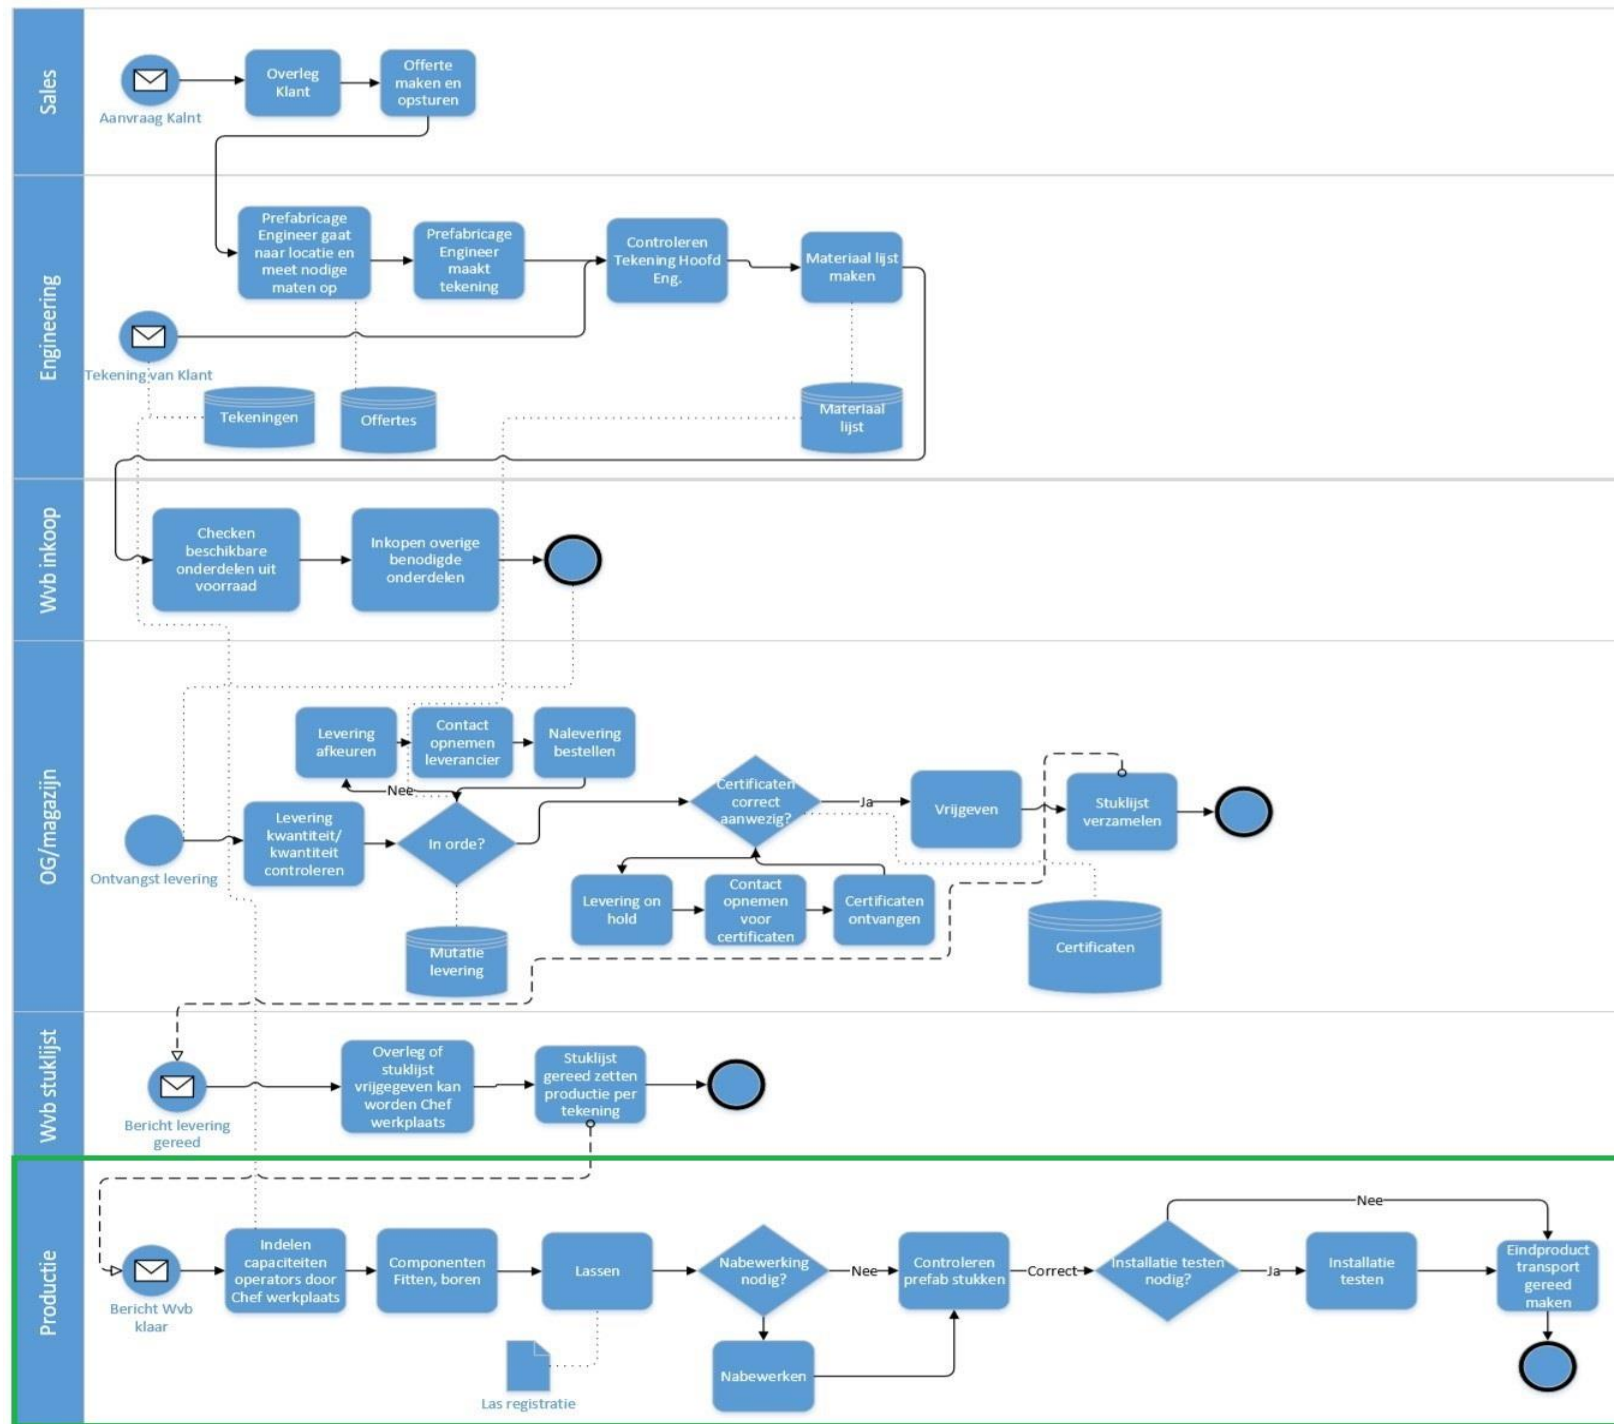 Sales
Aanvraag Kalnt
Overleg
Klant
Offerte
maken en
opsturen
Engineering
Prefabricage
Engineer gaat
naar locatie en
meet nodige
maten op
Prefabricage
Engineer
maakt
tekening
Controleren
Tekening Hoofd
Eng.
Materiaal lijst
maken
Tekening van Klant
Tekeningen
Offertes
Materiaal
lijst
Wvb inkoop
Checken
beschikbare
onderdelen uit
voorraad
Inkopen overige
benodigde
onderdelen
OG/magazijn
Levering
afkeuren
Contact
opnemen
leverancier
Nalevering
bestellen
Nee
Ontvangst levering
Levering
kwantiteit/
kwantiteit
controleren
In orde?
Certificaten
correct
aanwezig?
Ja
Vrijgeven
Stuklijst
verzamelen
Levering on
hold
Contact
opnemen
voor
certificaten
Certificaten
ontvangen
Mutatie
levering
Certificaten
Wvb stuklijst
Bericht levering
gereed
Overleg of
stuklijst
vrijgegeven kan
worden Chef
werkplaats
Stuklijst
gereed zetten
productie per
tekening
Productie
Bericht Wvb
klaar
Indelen
capaciteiten
operators door
Chef werkplaats
Componenten
Fitten, boren
Lassen
Las registratie
Nabewerking
nodig?
Nee
Nabewerken
Controleren
prefab stukken
Correct
Installatie testen
nodig?
Nee
Ja
Installatie
testen
Eindproduct
transport
gereed
maken